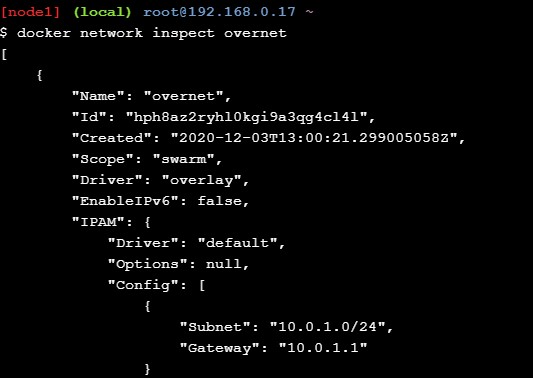 [node1] (local) root@192.168.0.17 ~
$ docker network inspect overnet
[
    {
        "Name": "overnet",
        "Id": "hph8az2ryhl0kgi9a3qg4cl4l",
        "Created": "2020-12-03T13:00:21.299005058Z",
        "Scope": "swarm",
        "Driver": "overlay",
        "EnableIPv6": false,
        "IPAM": {
            "Driver": "default",
            "Options": null,
            "Config": [
                {
                    "Subnet": "10.0.1.0/24",
                    "Gateway": "10.0.1.1"
                }